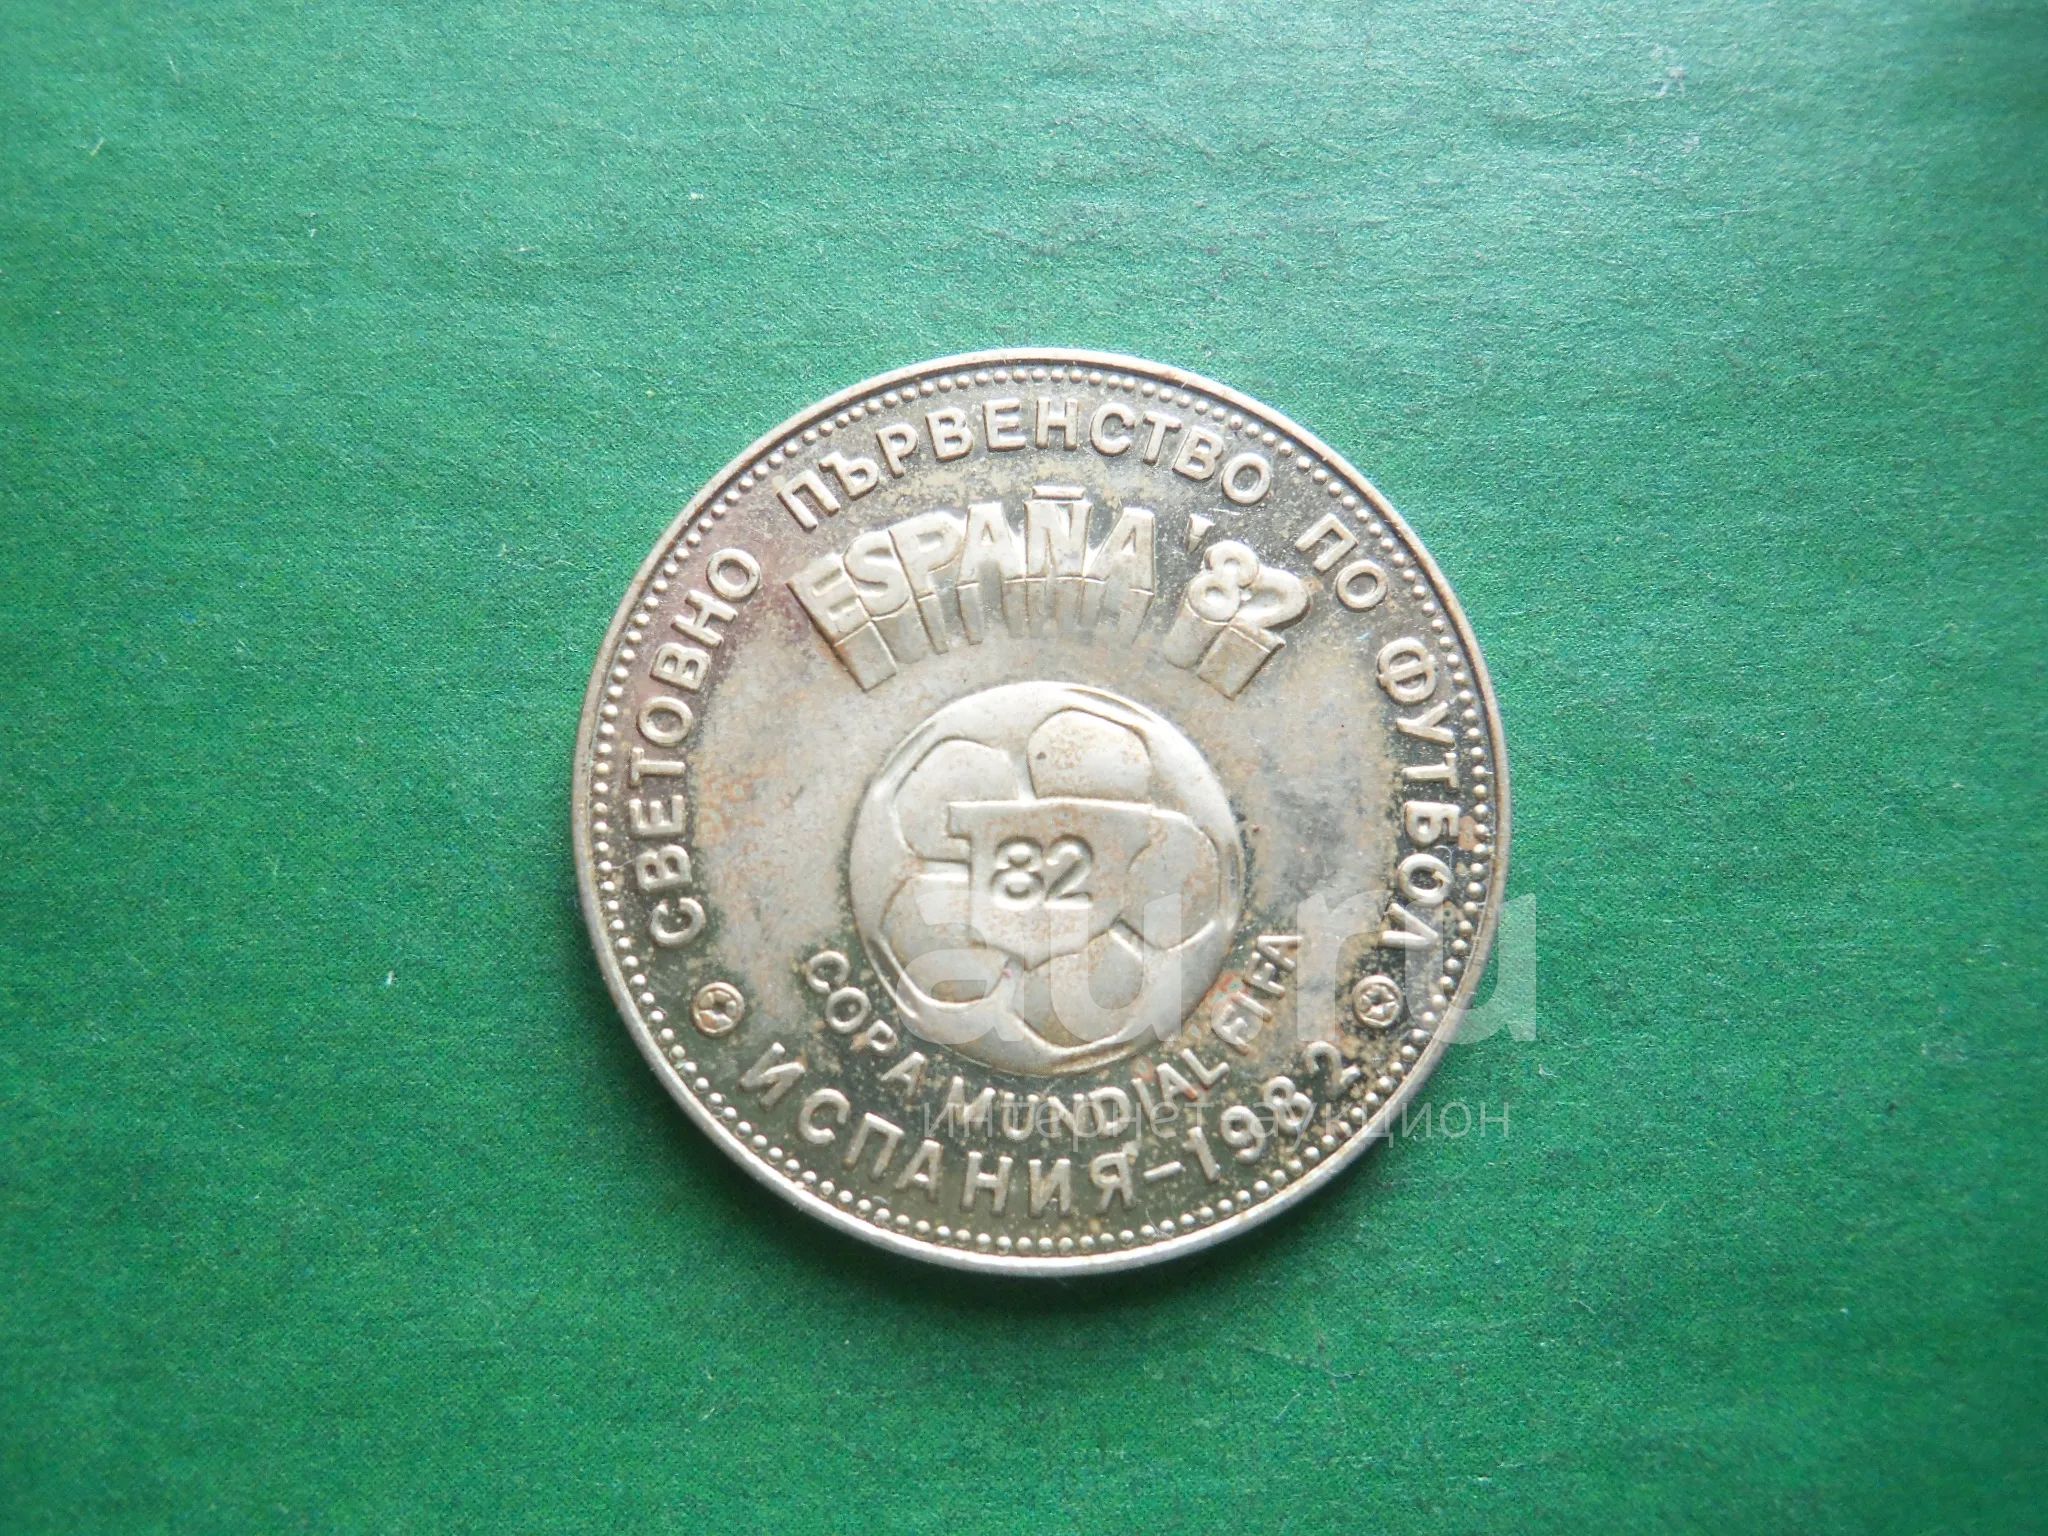 СВЕТОВНО ПЪРВЕНСТВО ПО ФУТБОЛ
ESPAÑA '82
82
COPA MUNDIAL FIFA
ИСПАНИЯ-1982
au.ru
интернет-аукцион